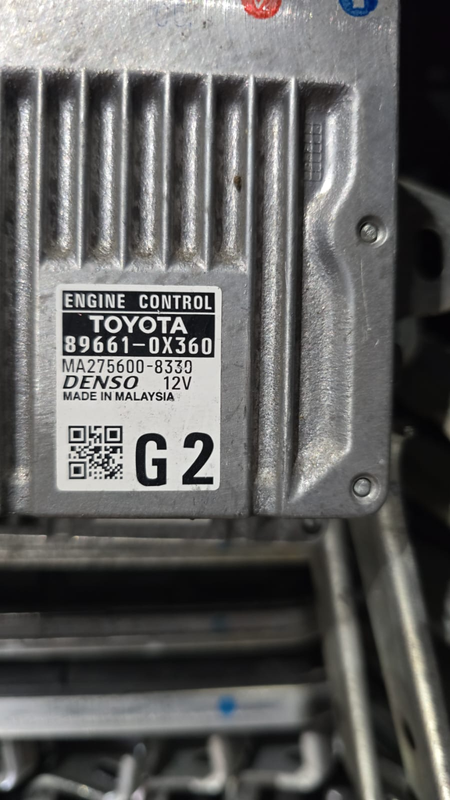 ENGINE CONTROL
TOYOTA
89661-0X360
MA275600-8330
DENSO 12V
MADE IN MALAYSIA
G2